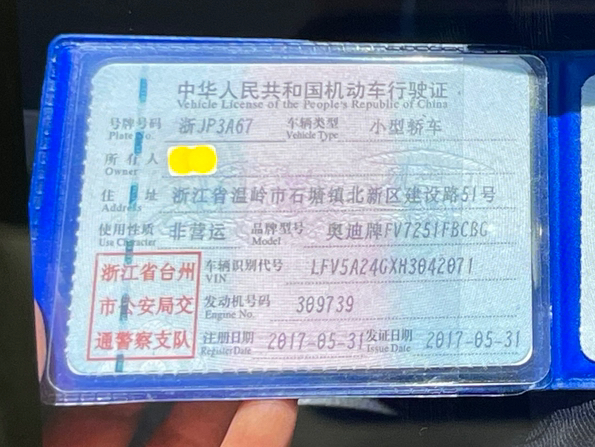 中华人民共和国机动车行驶证
Vehicle License of the People's Republic of China
号牌号码 浙JP3A67 车辆类型 小型轿车
Plate No. Vehicle Type
所有人
Owner
住址 浙江省温岭市石塘镇北新区建设路51号
Address
使用性质 非营运 品牌型号 奥迪牌FV7251FBCBG
Use Character Model
浙江省台州
市公安局交
通警察支队
车辆识别代号 LFV5A24GXH3042071
VIN
发动机号码 309739
Engine No.
注册日期 2017-05-31 发证日期 2017-05-31
Register Date Issue Date